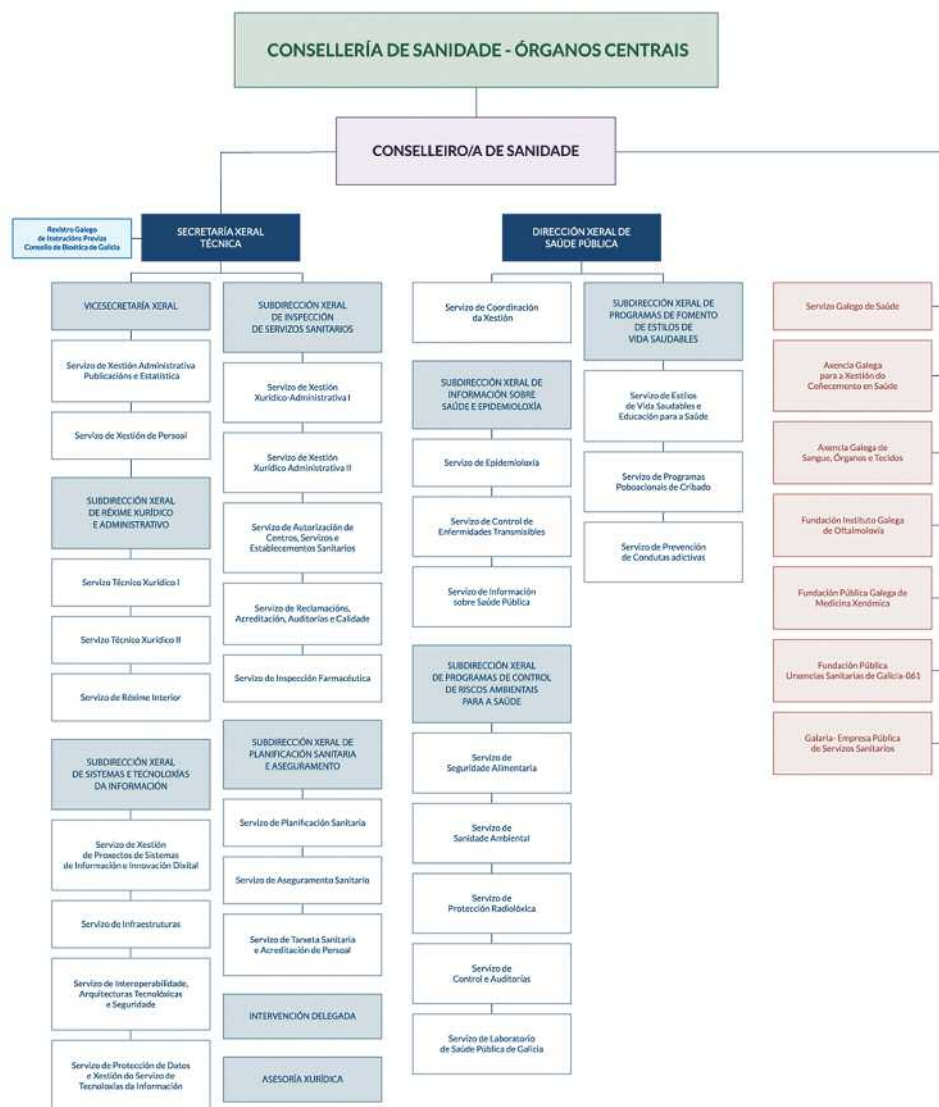 CONSELLERÍA DE SANIDADE - ÓRGANOS CENTRAIS
CONSELLEIRO/A DE SANIDADE
Rexistro Galego
de Instrucións Previas
Consello de Bioética de Galicia
SECRETARÍA XERAL
TÉCNICA
VICESECRETARÍA XERAL
Servizo de Xestión Administrativa
Publicacións e Estatística
Servizo de Xestión de Persoal
SUBDIRECCIÓN XERAL
DE RÉXIME XURÍDICO
E ADMINISTRATIVO
Servizo Técnico Xurídico I
Servizo Técnico Xurídico II
Servizo de Réxime Interior
SUBDIRECCIÓN XERAL
DE SISTEMAS E TECNOLOXÍAS
DA INFORMACIÓN
Servizo de Xestión
de Proxectos de Sistemas
de Información e Innovación Dixital
Servizo de Infraestruturas
Servizo de Interoperabilidade,
Arquitecturas Tecnolóxicas
e Seguridade
Servizo de Protección de Datos
e Xestión do Servizo de
Tecnoloxías da Información
SUBDIRECCIÓN XERAL
DE INSPECCIÓN
DE SERVIZOS SANITARIOS
Servizo de Xestión
Xurídico-Administrativa I
Servizo de Xestión
Xurídico Administrativa II
Servizo de Autorización de
Centros, Servizos e
Establecementos Sanitarios
Servizo de Reclamacións,
Acreditación, Auditorías e Calidade
Servizo de Inspección Farmacéutica
SUBDIRECCIÓN XERAL DE
PLANIFICACIÓN SANITARIA
E ASEGURAMENTO
Servizo de Planificación Sanitaria
Servizo de Aseguramento Sanitario
Servizo de Tarxeta Sanitaria
e Acreditación de Persoal
INTERVENCIÓN DELEGADA
ASESORÍA XURÍDICA
DIRECCIÓN XERAL DE
SAÚDE PÚBLICA
Servizo de Coordinación
da Xestión
SUBDIRECCIÓN XERAL DE
INFORMACIÓN SOBRE
SAÚDE E EPIDEMIOLOXÍA
Servizo de Epidemioloxía
Servizo de Control de
Enfermidades Transmisibles
Servizo de Información
sobre Saúde Pública
SUBDIRECCIÓN XERAL
DE PROGRAMAS DE CONTROL
DE RISCOS AMBIENTAIS
PARA A SAÚDE
Servizo de
Seguridade Alimentaria
Servizo de
Sanidade Ambiental
Servizo de
Protección Radiolóxica
Servizo de
Control e Auditorías
Servizo de Laboratorio
de Saúde Pública de Galicia
SUBDIRECCIÓN XERAL DE
PROGRAMAS DE FOMENTO
DE ESTILOS DE
VIDA SAUDABLES
Servizo de Estilos
de Vida Saudables e
Educación para a Saúde
Servizo de Programas
Poboacionais de Cribado
Servizo de Prevención
de Condutas adictivas
Servizo Galego de Saúde
Axencia Galega
para a Xestión do
Coñecemento en Saúde
Axencia Galega de
Sangue, Órganos e Tecidos
Fundación Instituto Galega
de Oftalmoloxía
Fundación Pública Galega de
Medicina Xenómica
Fundación Pública
Urxencias Sanitarias de Galicia-061
Galaria- Empresa Pública
de Servizos Sanitarios